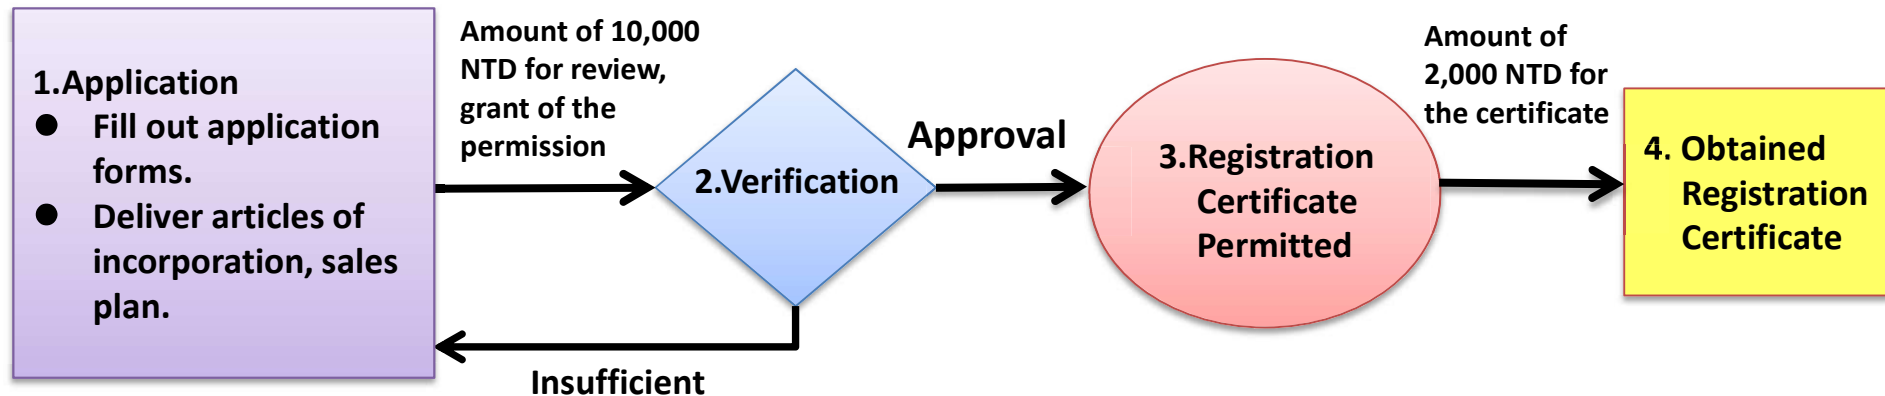 1.Application
● Fill out application
forms.
● Deliver articles of
incorporation, sales
plan.
Amount of 10,000
NTD for review,
grant of the
permission
2.Verification
Insufficient
Approval
3.Registration
Certificate
Permitted
Amount of
2,000 NTD for
the certificate
4. Obtained
Registration
Certificate